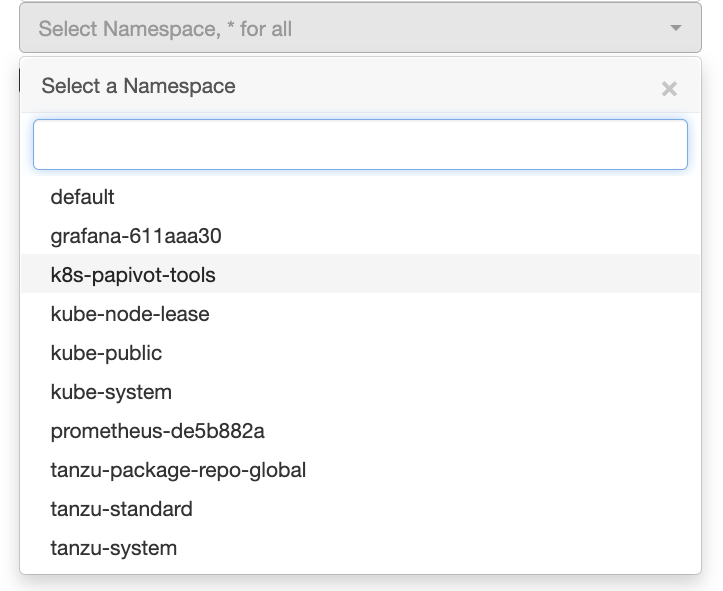 Select Namespace, * for all
Select a Namespace
default
grafana-611aaa30
k8s-papivot-tools
kube-node-lease
kube-public
kube-system
prometheus-de5b882a
tanzu-package-repo-global
tanzu-standard
tanzu-system